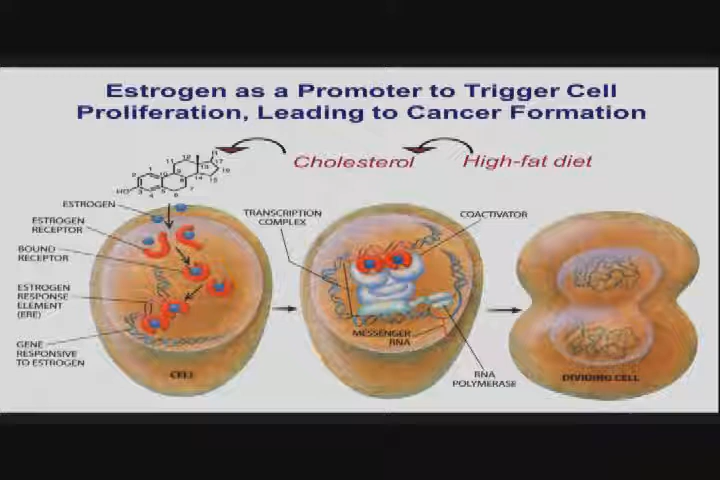 Estrogen as a Promoter to Trigger Cell
Proliferation, Leading to Cancer Formation
Cholesterol
High-fat diet
HO
ESTROGEN
ESTROGEN
RECEPTOR
BOUND
RECEPTOR
ESTROGEN
RESPONSE
ELEMENT
(ERE)
GENE
RESPONSIVE
TO ESTROGEN
CELL
TRANSCRIPTION
COMPLEX
COACTIVATOR
MESSENGER
RNA
RNA
POLYMERASE
DIVIDING CELL